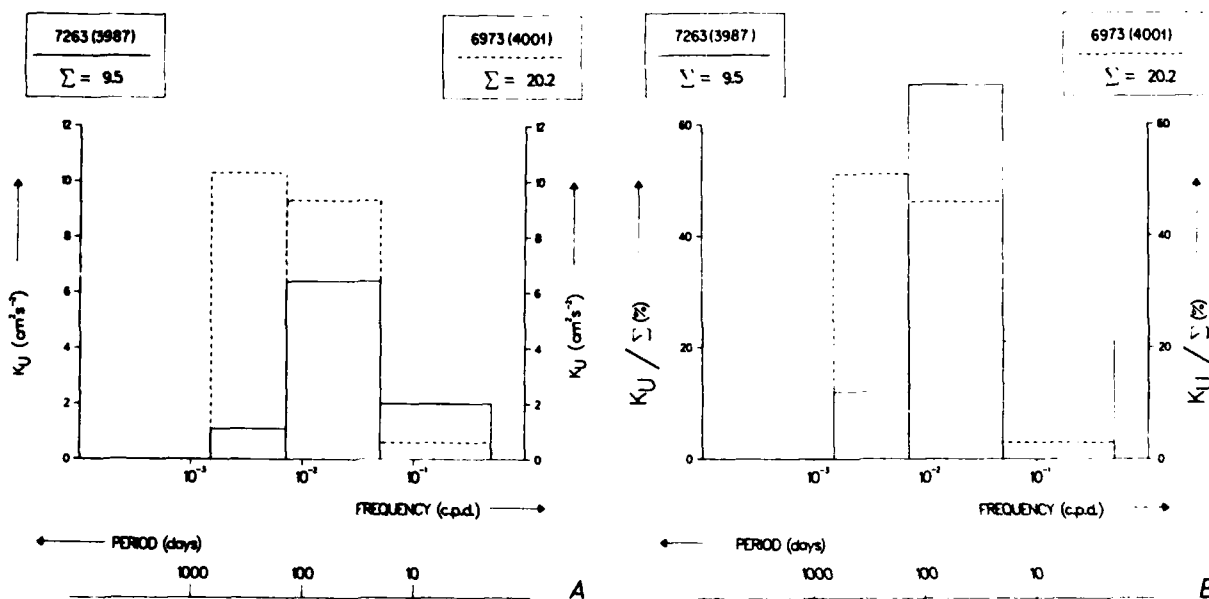 7263(3987)
Σ = 9.5
6973(4001)
Σ = 20.2
12
10
8
6
4
2
0
K_U (cm²s⁻²)
12
10
8
6
4
2
0
K_U (cm²s⁻²)
10⁻³ 10⁻² 10⁻¹
FREQUENCY (c.p.d.)
PERIOD (days)
1000 100 10
A
7263(3987)
Σ = 9.5
6973(4001)
Σ = 20.2
60
40
20
0
K_U / Σ (%)
60
40
20
0
K_U / Σ (%)
10⁻³ 10⁻² 10⁻¹
FREQUENCY (c.p.d.)
PERIOD (days)
1000 100 10
B